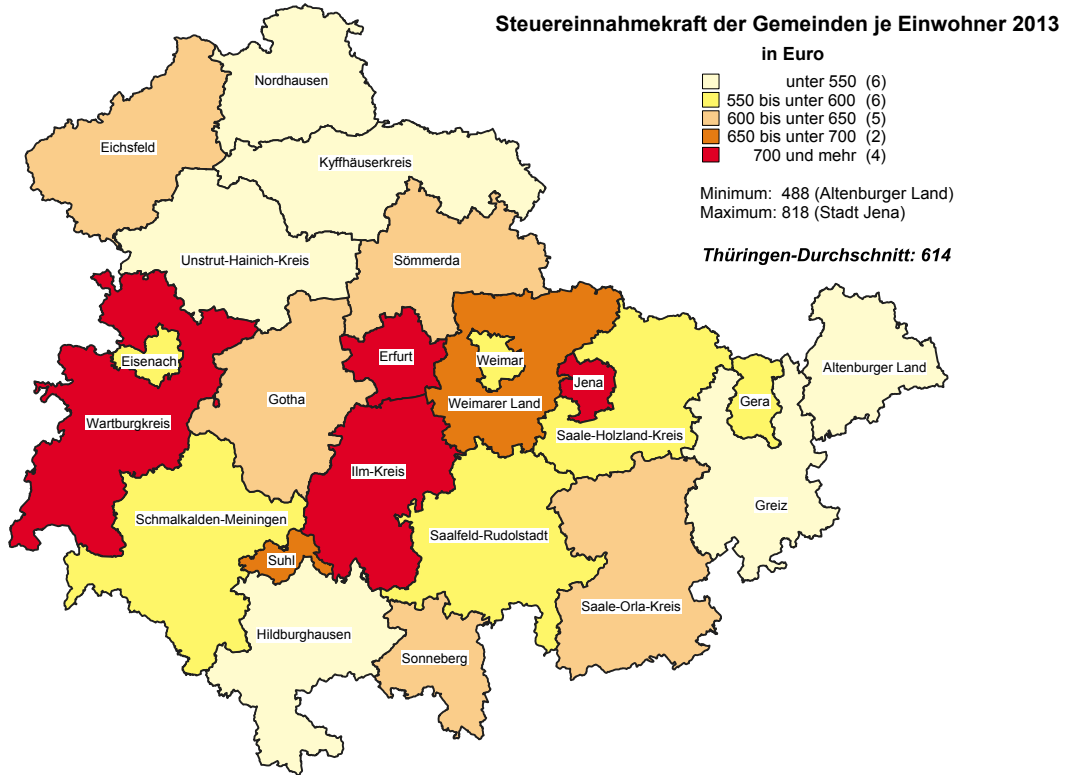 Steuereinnahmekraft der Gemeinden je Einwohner 2013
in Euro
unter 550 (6)
550 bis unter 600 (6)
600 bis unter 650 (5)
650 bis unter 700 (2)
700 und mehr (4)
Minimum: 488 (Altenburger Land)
Maximum: 818 (Stadt Jena)
Thüringen-Durchschnitt: 614
Nordhausen
Eichsfeld
Kyffhäuserkreis
Unstrut-Hainich-Kreis
Sömmerda
Eisenach
Erfurt
Weimar
Altenburger Land
Jena
Gotha
Weimarer Land
Gera
Wartburgkreis
Saale-Holzland-Kreis
Ilm-Kreis
Greiz
Schmalkalden-Meiningen
Saalfeld-Rudolstadt
Suhl
Saale-Orla-Kreis
Hildburghausen
Sonneberg